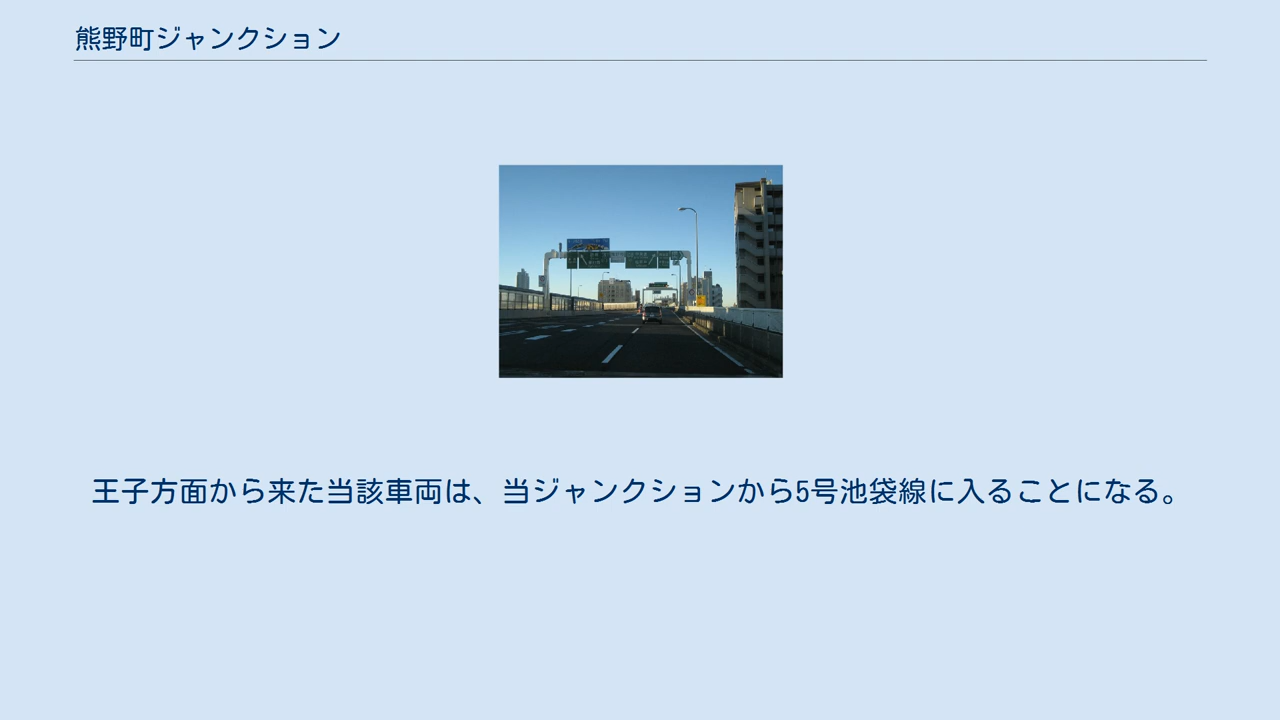 熊野町ジャンクション
王子方面から来た当該車両は、当ジャンクションから5号池袋線に入ることになる。